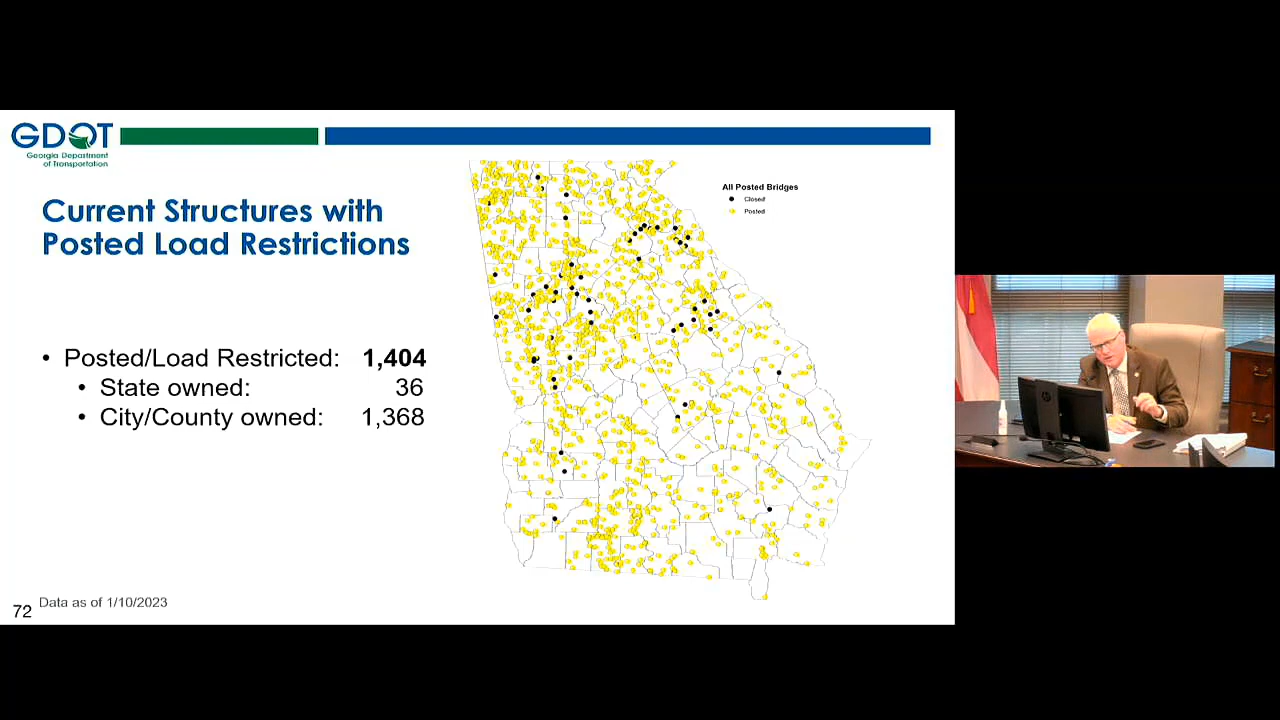 GDOT
Georgia Department
of Transportation
Current Structures with
Posted Load Restrictions
• Posted/Load Restricted: 1,404
• State owned: 36
• City/County owned: 1,368
All Posted Bridges
Closed
Posted
Data as of 1/10/2023
72